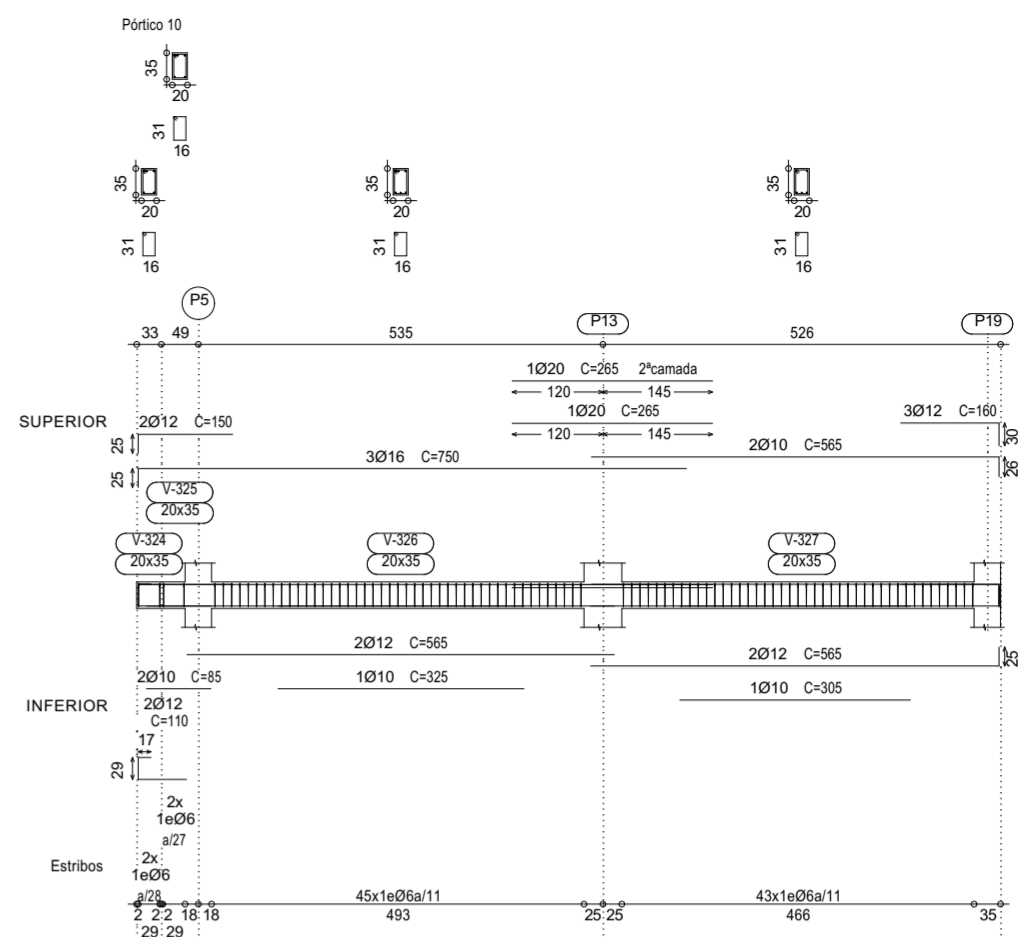 Pórtico 10
35
20
31
16
35
20
35
20
35
20
31
16
31
16
31
16
P5
P13
P19
33 49 535 526
1Ø20 C=265 2ªcamada
120 145
SUPERIOR
2Ø12 C=150
1Ø20 C=265
3Ø12 C=160
25
120 145
30
3Ø16 C=750
2Ø10 C=565
25
26
V-325
20x35
V-324
20x35
V-326
20x35
V-327
20x35
2Ø12 C=565
2Ø12 C=565
25
2Ø10 C=85
1Ø10 C=325
1Ø10 C=305
INFERIOR
2Ø12
C=110
17
29
2x
1eØ6
a/27
Estribos
2x
1eØ6
a/28
45x1eØ6a/11
43x1eØ6a/11
2 2 2 18 18 493 25 25 466 35
29 29